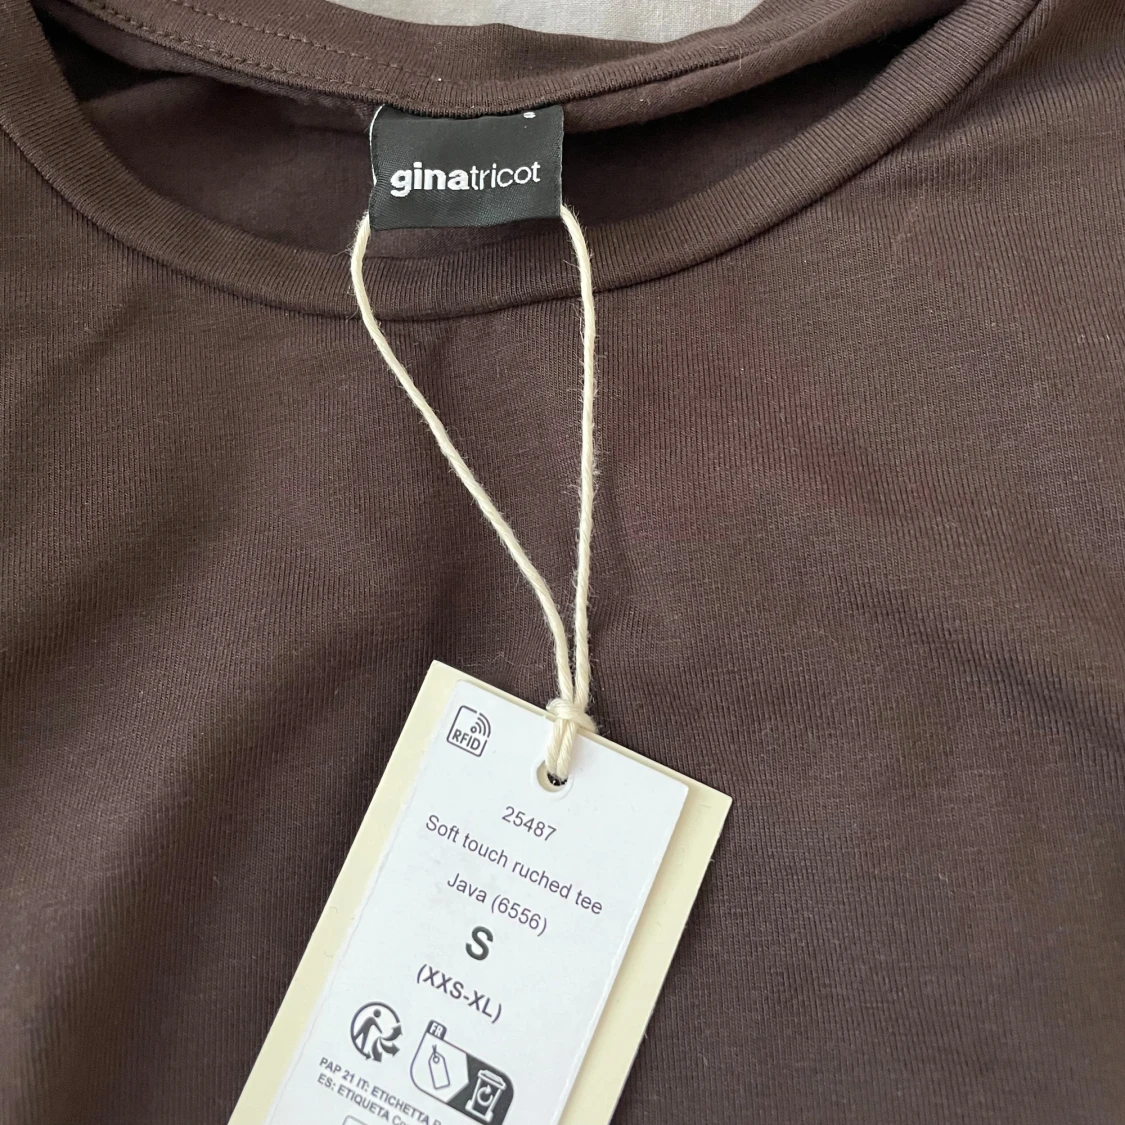 ginatricot
RFID
25487
Soft touch ruched tee
Java (6556)
S
(XXS-XL)
FR
PAP 21 IT: ETICHETTA
ES: ETIQUETA